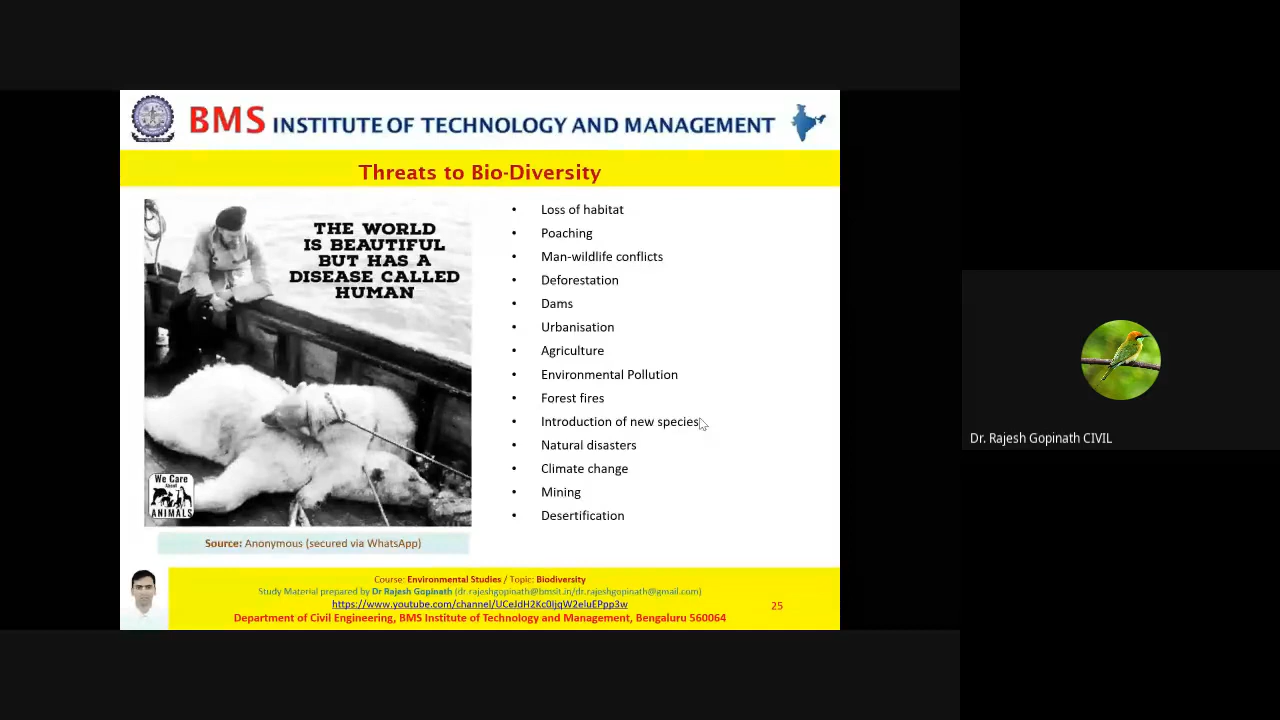 BMS INSTITUTE OF TECHNOLOGY AND MANAGEMENT
Threats to Bio-Diversity
THE WORLD
IS BEAUTIFUL
BUT HAS A
DISEASE CALLED
HUMAN
We Care
About
ANIMALS
Source: Anonymous (secured via WhatsApp)
• Loss of habitat
• Poaching
• Man-wildlife conflicts
• Deforestation
• Dams
• Urbanisation
• Agriculture
• Environmental Pollution
• Forest fires
• Introduction of new species
• Natural disasters
• Climate change
• Mining
• Desertification
Course: Environmental Studies / Topic: Biodiversity
Study Material prepared by Dr Rajesh Gopinath (dr.rajeshgopinath@bmsit.in/dr.rajeshgopinath@gmail.com)
https://www.youtube.com/channel/UCeJdH2Kc0IjqW2eluEPpp3w
Department of Civil Engineering, BMS Institute of Technology and Management, Bengaluru 560064
25
Dr. Rajesh Gopinath CIVIL